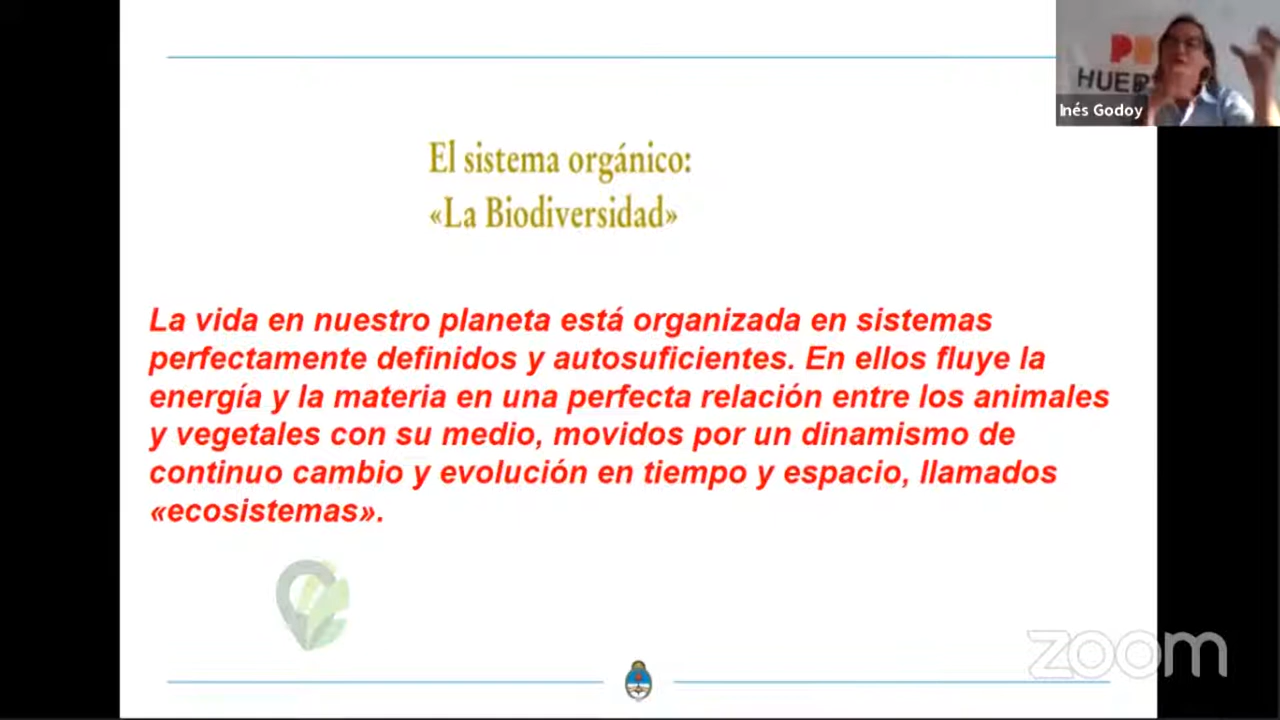 Inés Godoy
El sistema orgánico:
«La Biodiversidad»
La vida en nuestro planeta está organizada en sistemas
perfectamente definidos y autosuficientes. En ellos fluye la
energía y la materia en una perfecta relación entre los animales
y vegetales con su medio, movidos por un dinamismo de
continuo cambio y evolución en tiempo y espacio, llamados
«ecosistemas».
zoom